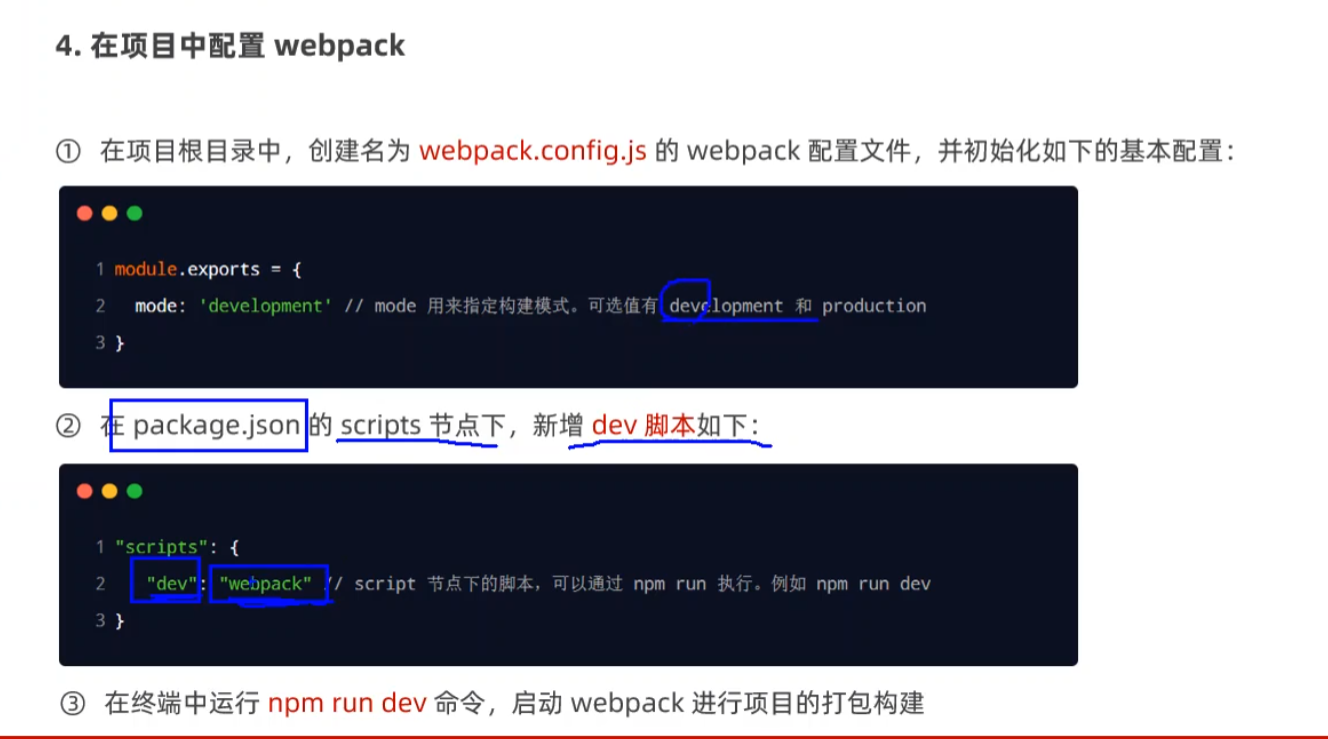 4. 在项目中配置 webpack
① 在项目根目录中，创建名为 webpack.config.js 的 webpack 配置文件，并初始化如下的基本配置：
1 module.exports = {
2 mode: 'development' // mode 用来指定构建模式。可选值有 development 和 production
3 }
② 在 package.json 的 scripts 节点下，新增 dev 脚本如下：
1 "scripts": {
2 "dev": "webpack" // script 节点下的脚本，可以通过 npm run 执行。例如 npm run dev
3 }
③ 在终端中运行 npm run dev 命令，启动 webpack 进行项目的打包构建